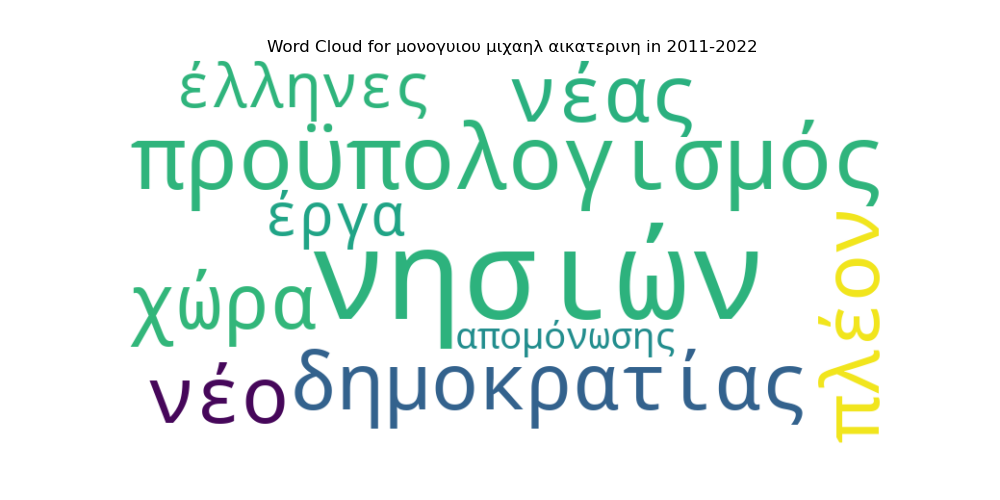 Word Cloud for μονογυιου μιχαηλ αικατερινη in 2011-2022
έλληνες
νέας
προϋπολογισμός
έργα
νησιών
πλέον
χώρα
απομόνωσης
νέο
δημοκρατίας